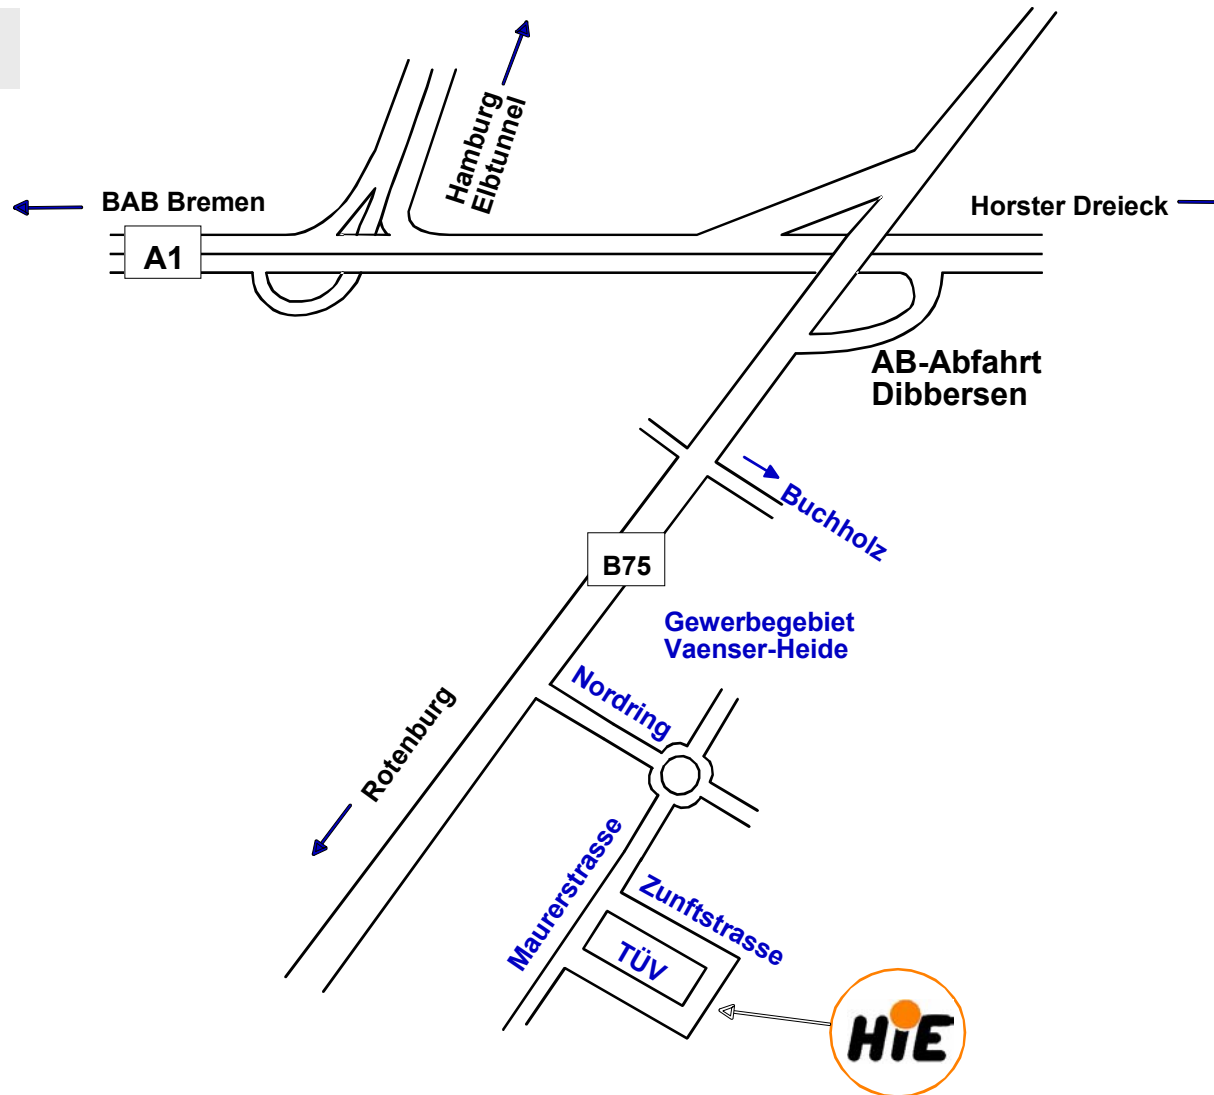 Hamburg
Elbtunnel
BAB Bremen
Horster Dreieck
A1
AB-Abfahrt
Dibbersen
Buchholz
B75
Gewerbegebiet
Vaenser-Heide
Nordring
Rotenburg
Maurerstrasse
Zunftstrasse
TÜV
HiE